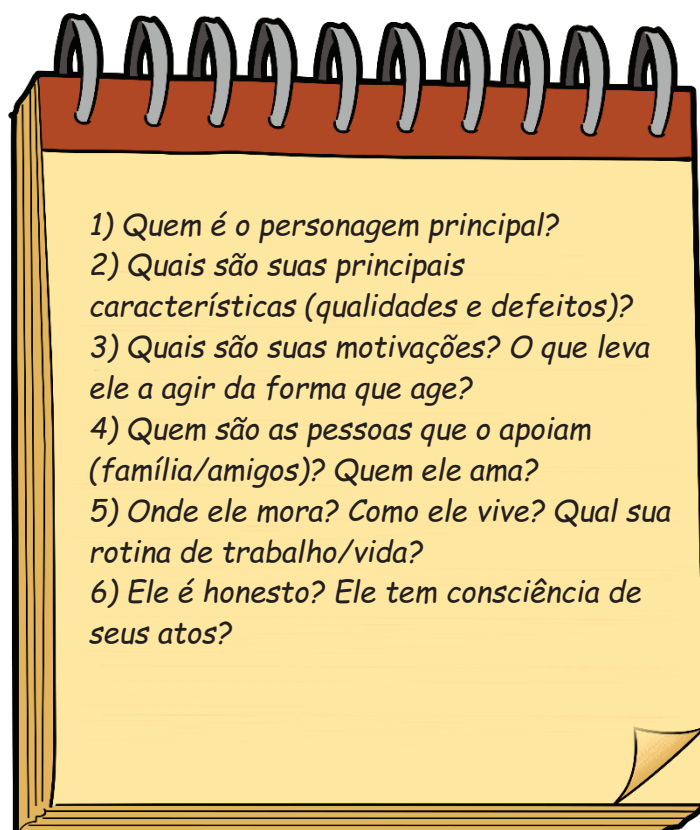 1) Quem é o personagem principal?
2) Quais são suas principais
características (qualidades e defeitos)?
3) Quais são suas motivações? O que leva
ele a agir da forma que age?
4) Quem são as pessoas que o apoiam
(família/amigos)? Quem ele ama?
5) Onde ele mora? Como ele vive? Qual sua
rotina de trabalho/vida?
6) Ele é honesto? Ele tem consciência de
seus atos?